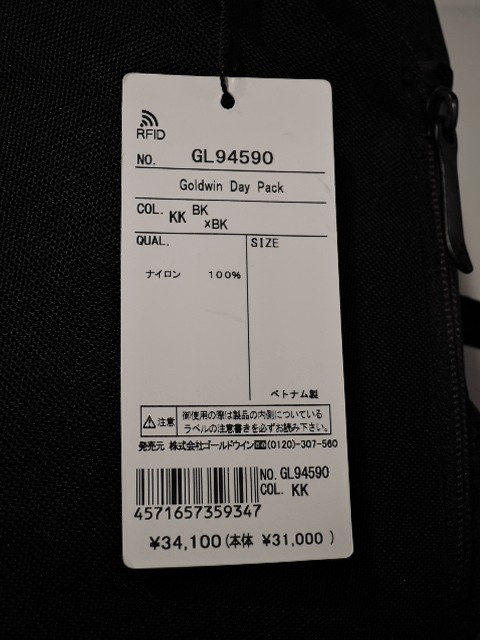 RFID
NO. GL94590
Goldwin Day Pack
COL. KK BK
×BK
QUAL. SIZE
ナイロン 100%
ベトナム製
注意 御使用の際は製品の内側についている
ラベルの注意書きを必ずお読み下さい。
発売元 株式会社ゴールドウイン (0120)-307-560
NO. GL94590
COL. KK
4571657359347
¥34,100(本体 ¥31,000 )